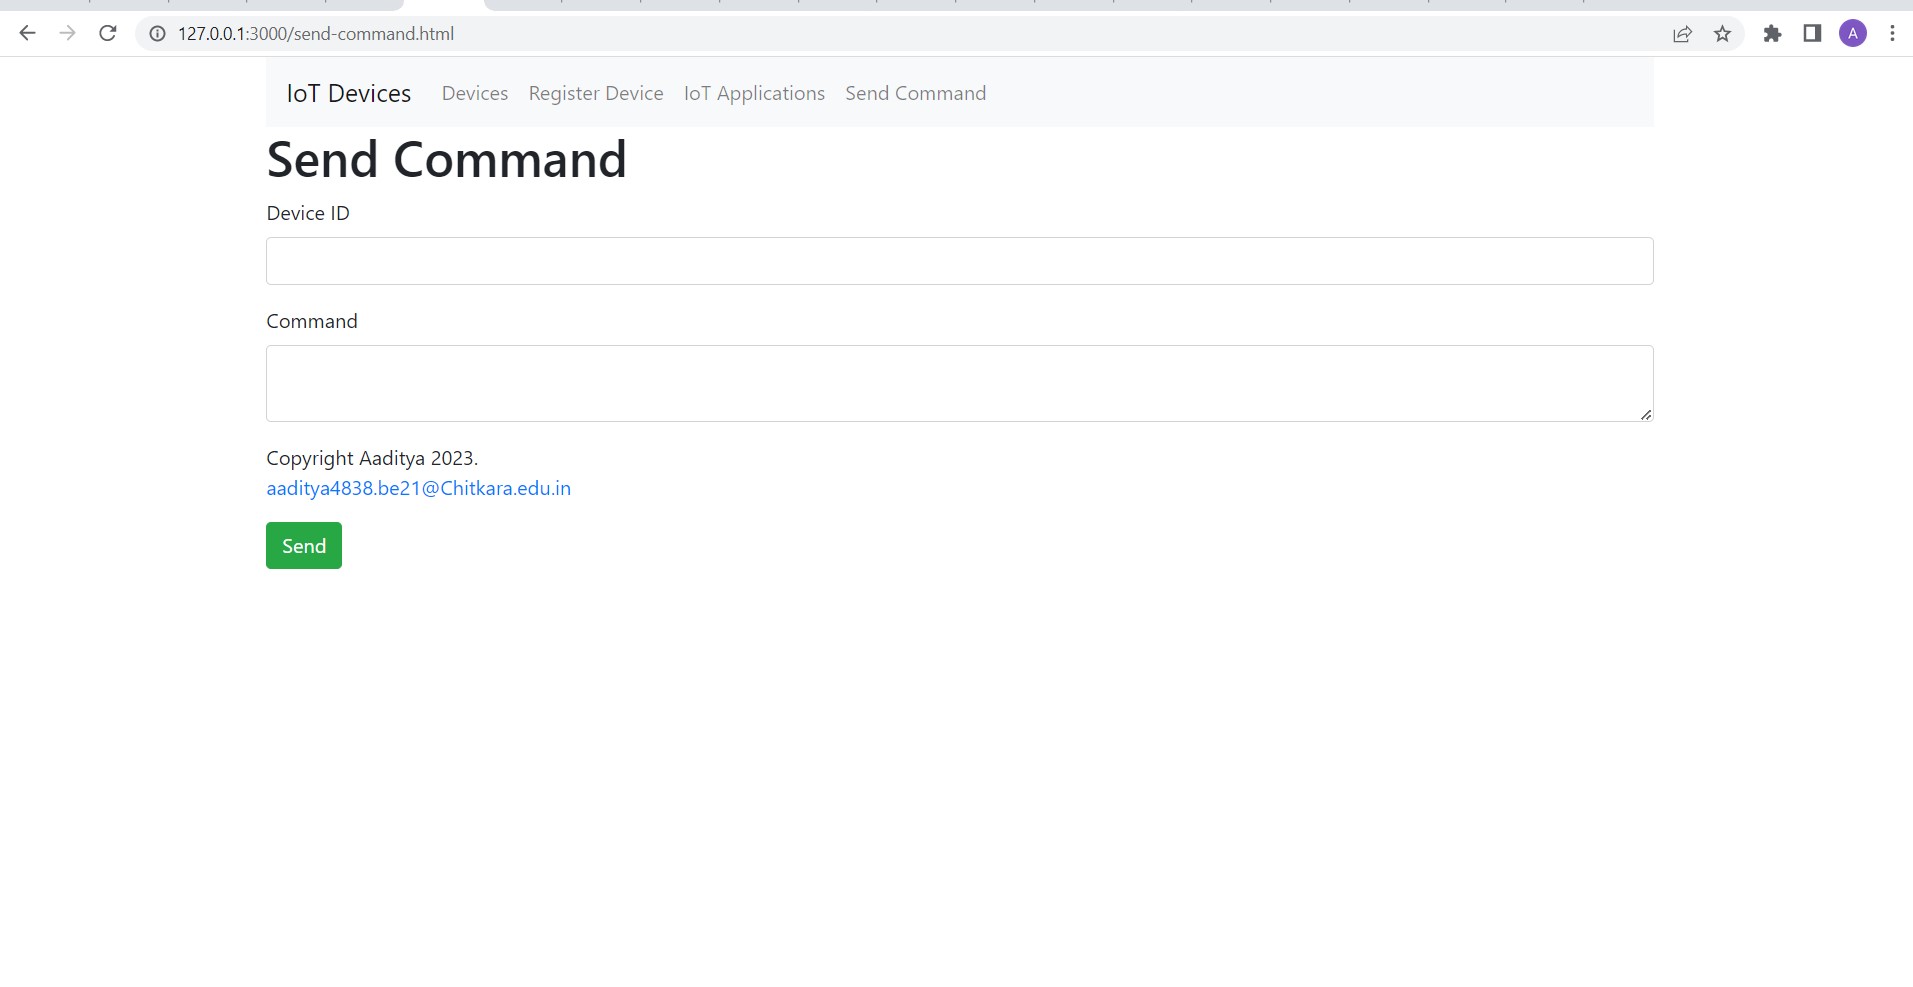 127.0.0.1:3000/send-command.html
A
IoT Devices Devices Register Device IoT Applications Send Command
Send Command
Device ID
Command
Copyright Aaditya 2023.
aaditya4838.be21@Chitkara.edu.in
Send